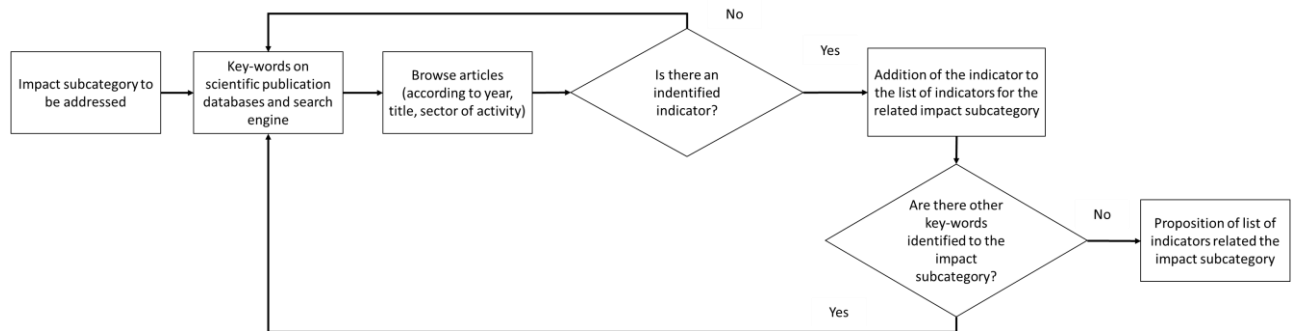 No
Impact subcategory to
be addressed
Key-words on
scientific publication
databases and search
engine
Browse articles
(according to year,
title, sector of activity)
Is there an
indentified
indicator?
Yes
Addition of the indicator to
the list of indicators for the
related impact subcategory
Are there other
key-words
identified to the
impact
subcategory?
No
Proposition of list of
indicators related the
impact subcategory
Yes